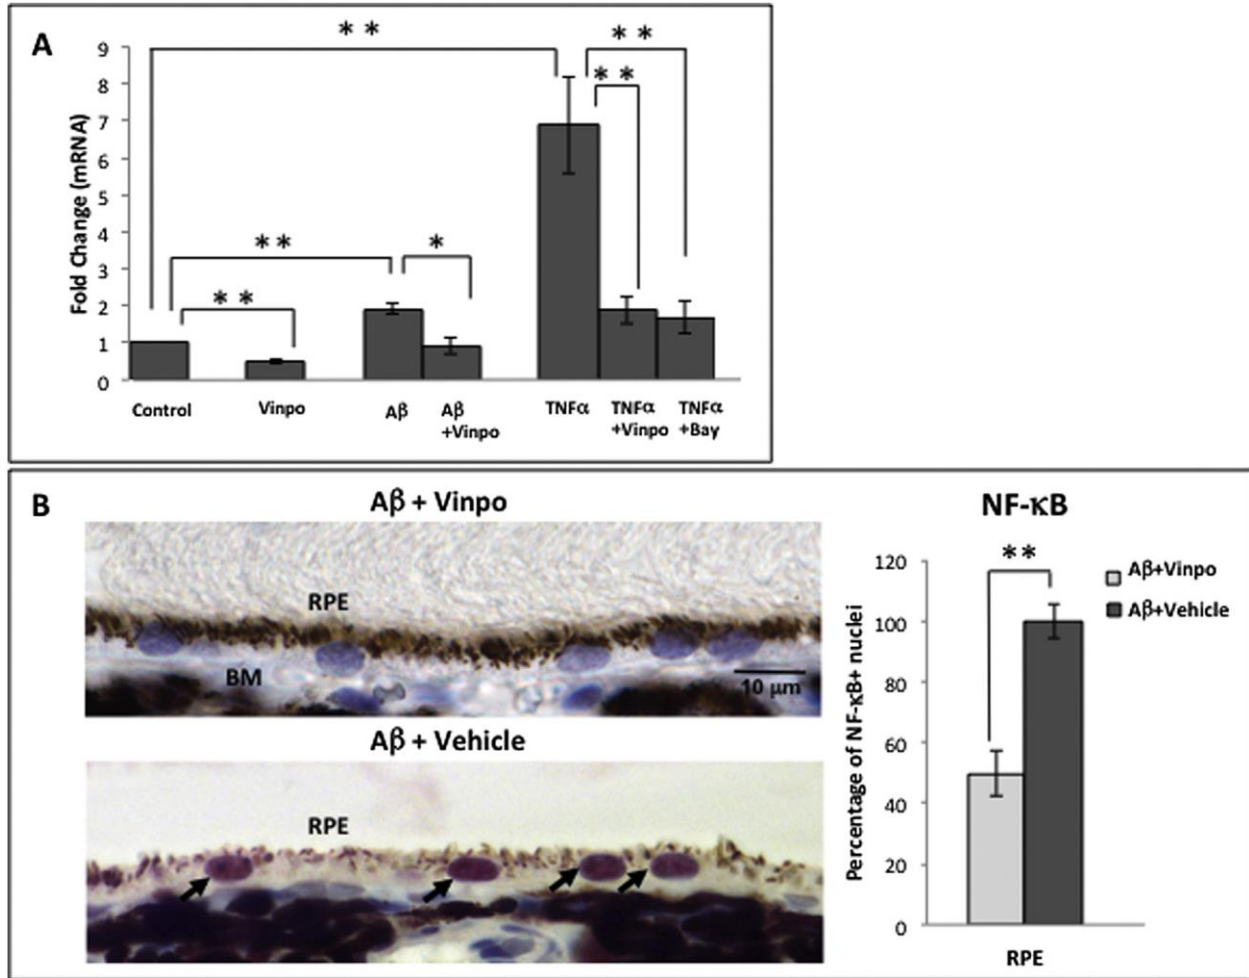 A
* *
* *
* *
* *
*
* *
Fold Change (mRNA)
9
8
7
6
5
4
3
2
1
0
Control
Vinpo
Aβ
Aβ
+Vinpo
TNFα
TNFα
+Vinpo
TNFα
+Bay
B
Aβ + Vinpo
RPE
BM
10 µm
Aβ + Vehicle
RPE
NF-κB
**
Aβ+Vinpo
Aβ+Vehicle
Percentage of NF-κB+ nuclei
120
100
80
60
40
20
0
RPE